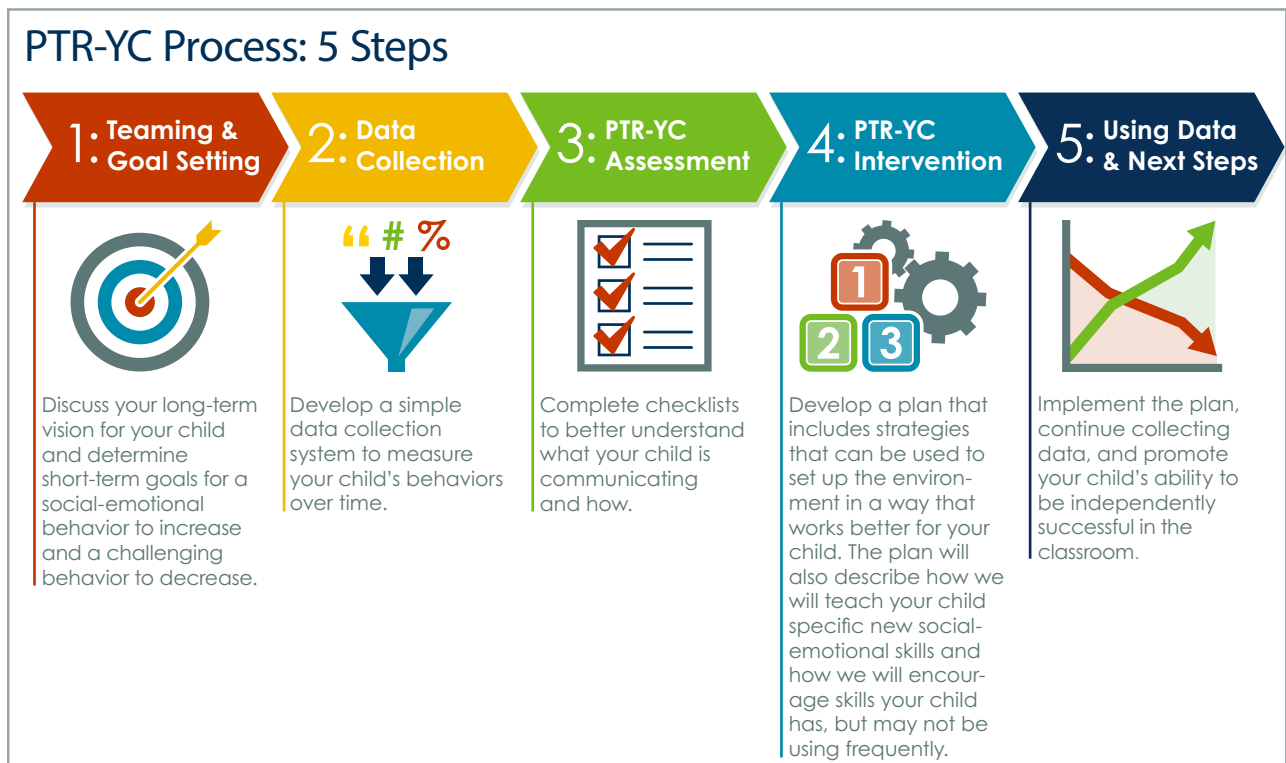 PTR-YC Process: 5 Steps
1: Teaming &
Goal Setting
2: Data
Collection
3: PTR-YC
Assessment
4: PTR-YC
Intervention
5: Using Data
& Next Steps
“ # %
1
2 3
Discuss your long-term
vision for your child
and determine
short-term goals for a
social-emotional
behavior to increase
and a challenging
behavior to decrease.
Develop a simple
data collection
system to measure
your child’s behaviors
over time.
Complete checklists
to better understand
what your child is
communicating
and how.
Develop a plan that
includes strategies
that can be used to
set up the environ-
ment in a way that
works better for your
child. The plan will
also describe how we
will teach your child
specific new social-
emotional skills and
how we will encour-
age skills your child
has, but may not be
using frequently.
Implement the plan,
continue collecting
data, and promote
your child’s ability to
be independently
successful in the
classroom.